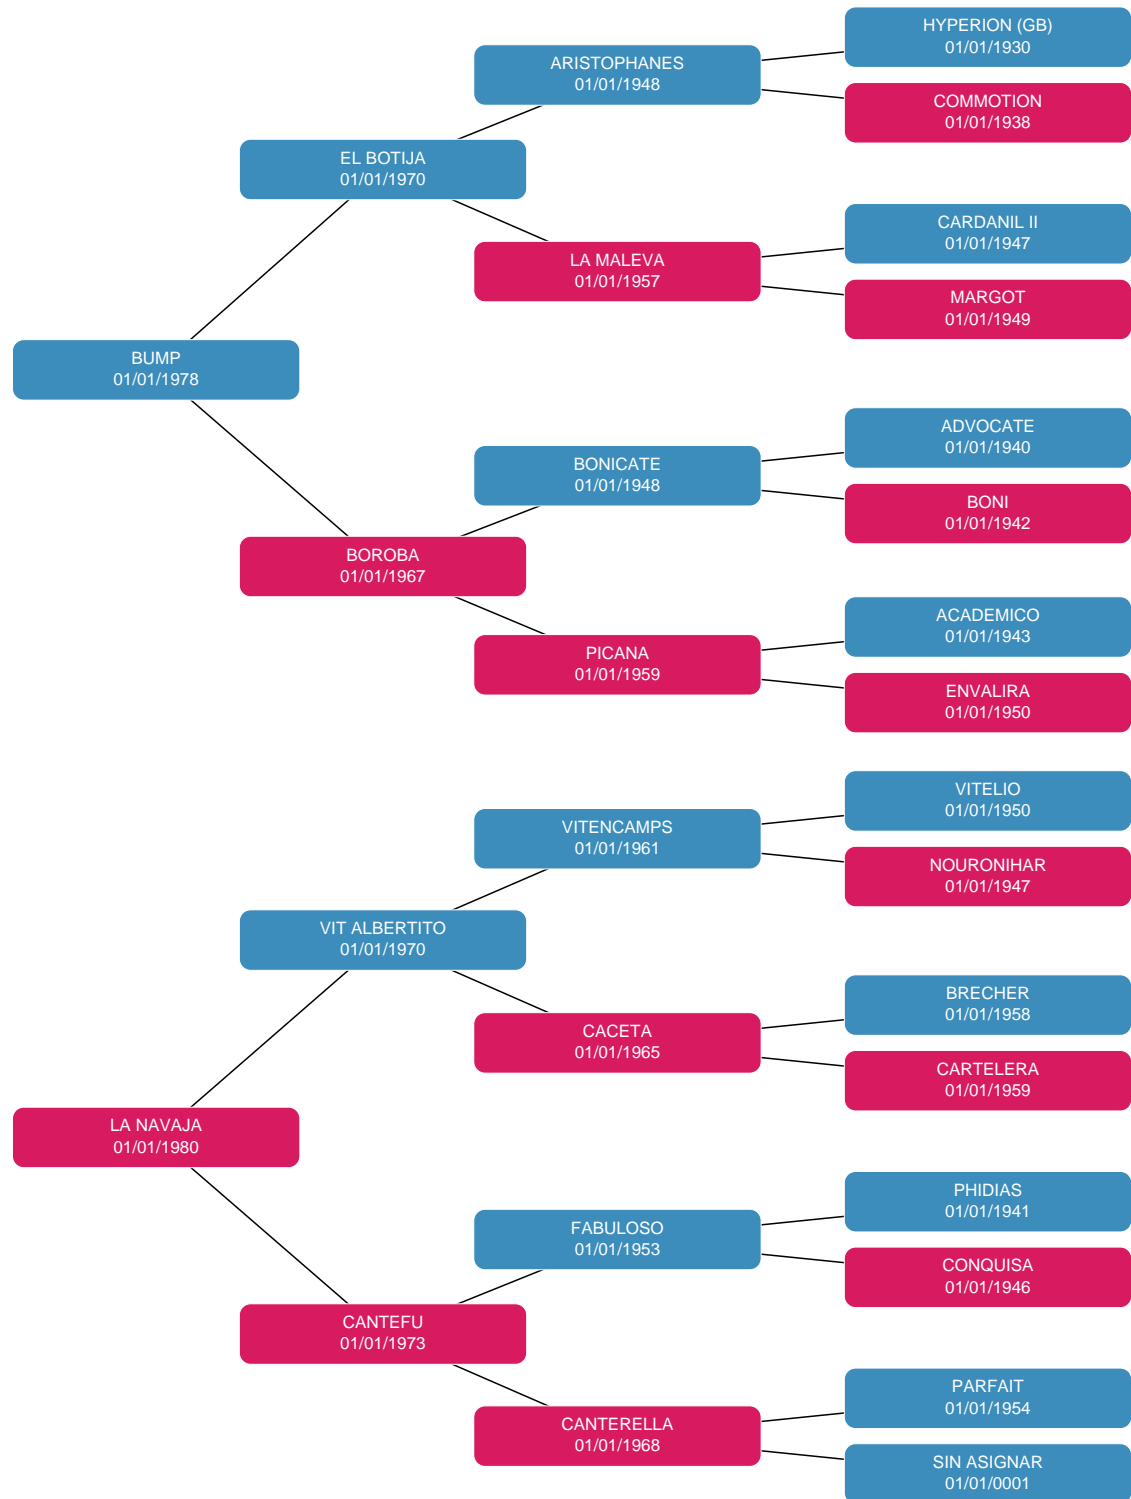 HYPERION (GB)
01/01/1930
ARISTOPHANES
01/01/1948
COMMOTION
01/01/1938
EL BOTIJA
01/01/1970
CARDANIL II
01/01/1947
LA MALEVA
01/01/1957
MARGOT
01/01/1949
BUMP
01/01/1978
ADVOCATE
01/01/1940
BONICATE
01/01/1948
BONI
01/01/1942
BOROBA
01/01/1967
ACADEMICO
01/01/1943
PICANA
01/01/1959
ENVALIRA
01/01/1950
VITELIO
01/01/1950
VITENCAMPS
01/01/1961
NOURONIHAR
01/01/1947
VIT ALBERTITO
01/01/1970
BRECHER
01/01/1958
CACETA
01/01/1965
CARTELERA
01/01/1959
LA NAVAJA
01/01/1980
PHIDIAS
01/01/1941
FABULOSO
01/01/1953
CONQUISA
01/01/1946
CANTEFU
01/01/1973
PARFAIT
01/01/1954
CANTERELLA
01/01/1968
SIN ASIGNAR
01/01/0001